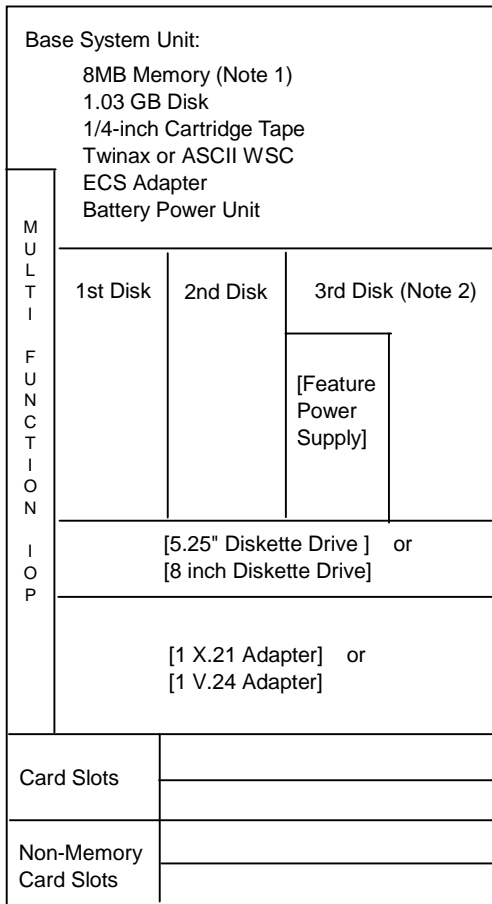 Base System Unit:
8MB Memory (Note 1)
1.03 GB Disk
1/4-inch Cartridge Tape
Twinax or ASCII WSC
ECS Adapter
Battery Power Unit
MULTI FUNCTION IOP
1st Disk
2nd Disk
3rd Disk (Note 2)
[Feature
Power
Supply]
[5.25" Diskette Drive ] or
[8 inch Diskette Drive]
[1 X.21 Adapter] or
[1 V.24 Adapter]
Card Slots
Non-Memory
Card Slots